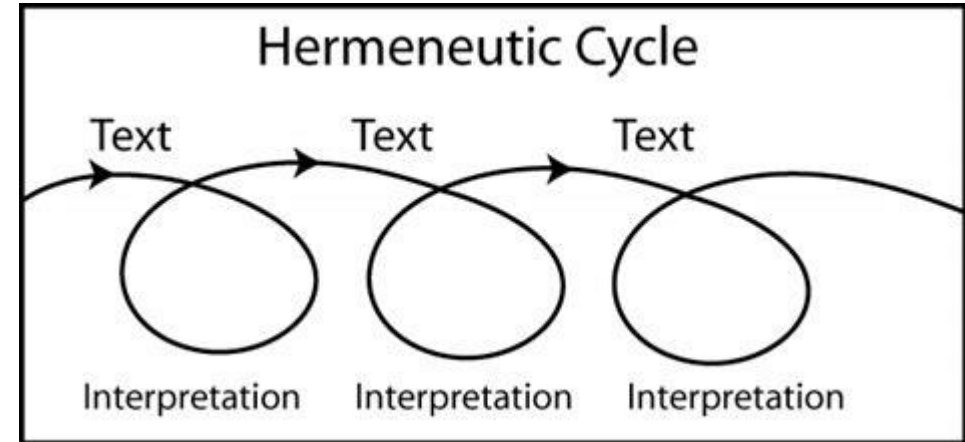 Hermeneutic Cycle
Text Text Text
Interpretation Interpretation Interpretation